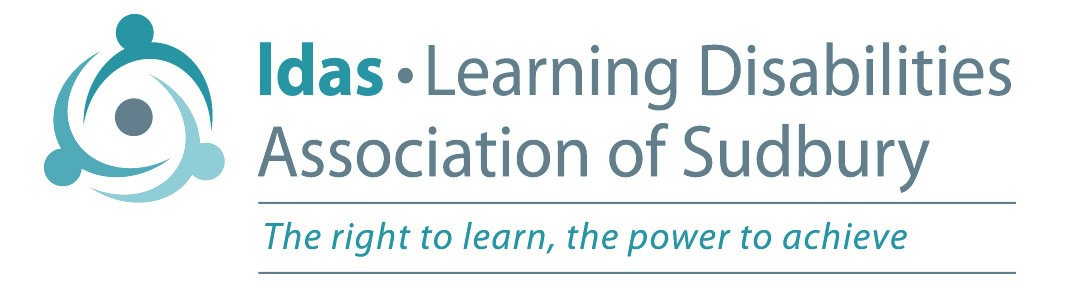 ldas • Learning Disabilities
Association of Sudbury
The right to learn, the power to achieve